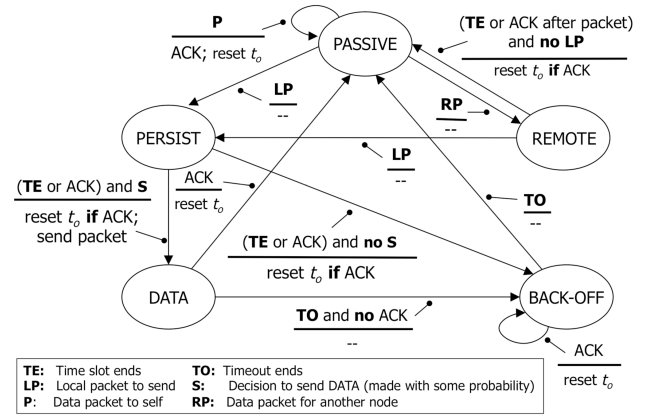 P
ACK; reset to
PASSIVE
(TE or ACK after packet)
and no LP
reset to if ACK
LP
--
RP
--
PERSIST
REMOTE
LP
--
(TE or ACK) and S
reset to if ACK;
send packet
ACK
reset to
TO
--
(TE or ACK) and no S
reset to if ACK
DATA
BACK-OFF
TO and no ACK
--
ACK
reset to
TE: Time slot ends TO: Timeout ends
LP: Local packet to send S: Decision to send DATA (made with some probability)
P: Data packet to self RP: Data packet for another node